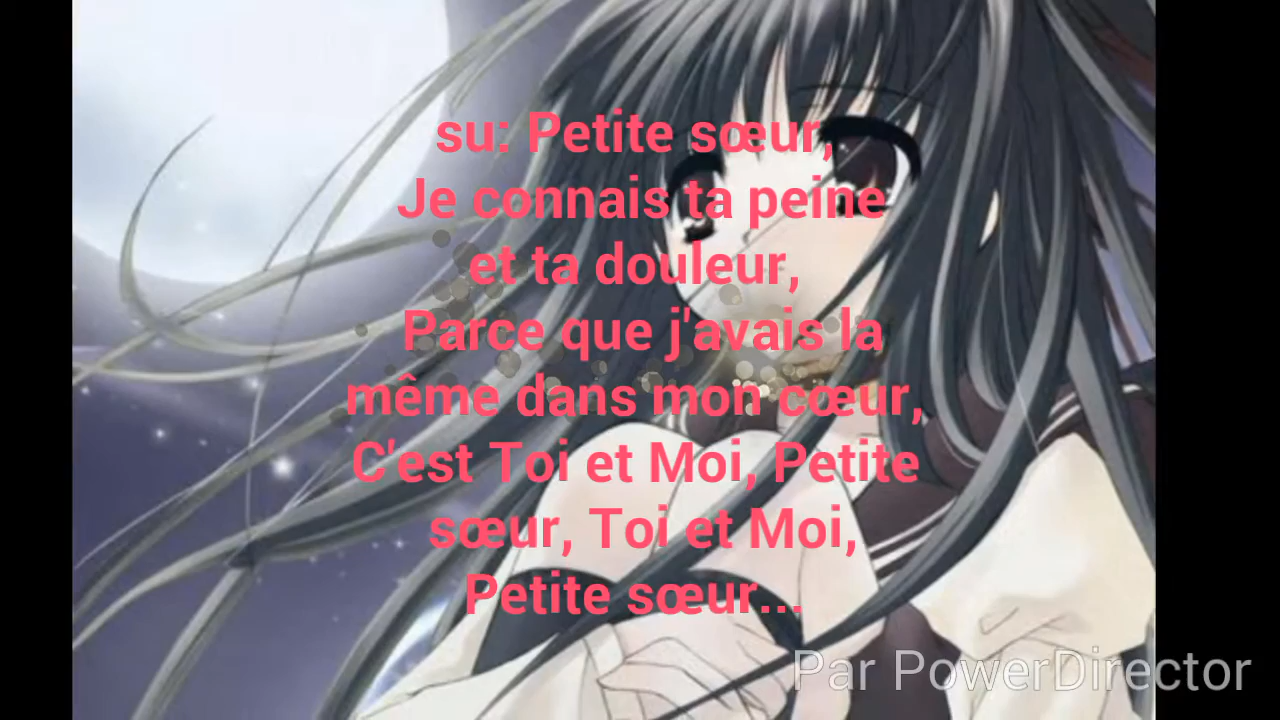 su: Petite sœur,
Je connais ta peine
et ta douleur,
Parce que j'avais la
même dans mon cœur,
C'est Toi et Moi, Petite
sœur, Toi et Moi,
Petite sœur...
Par PowerDirector